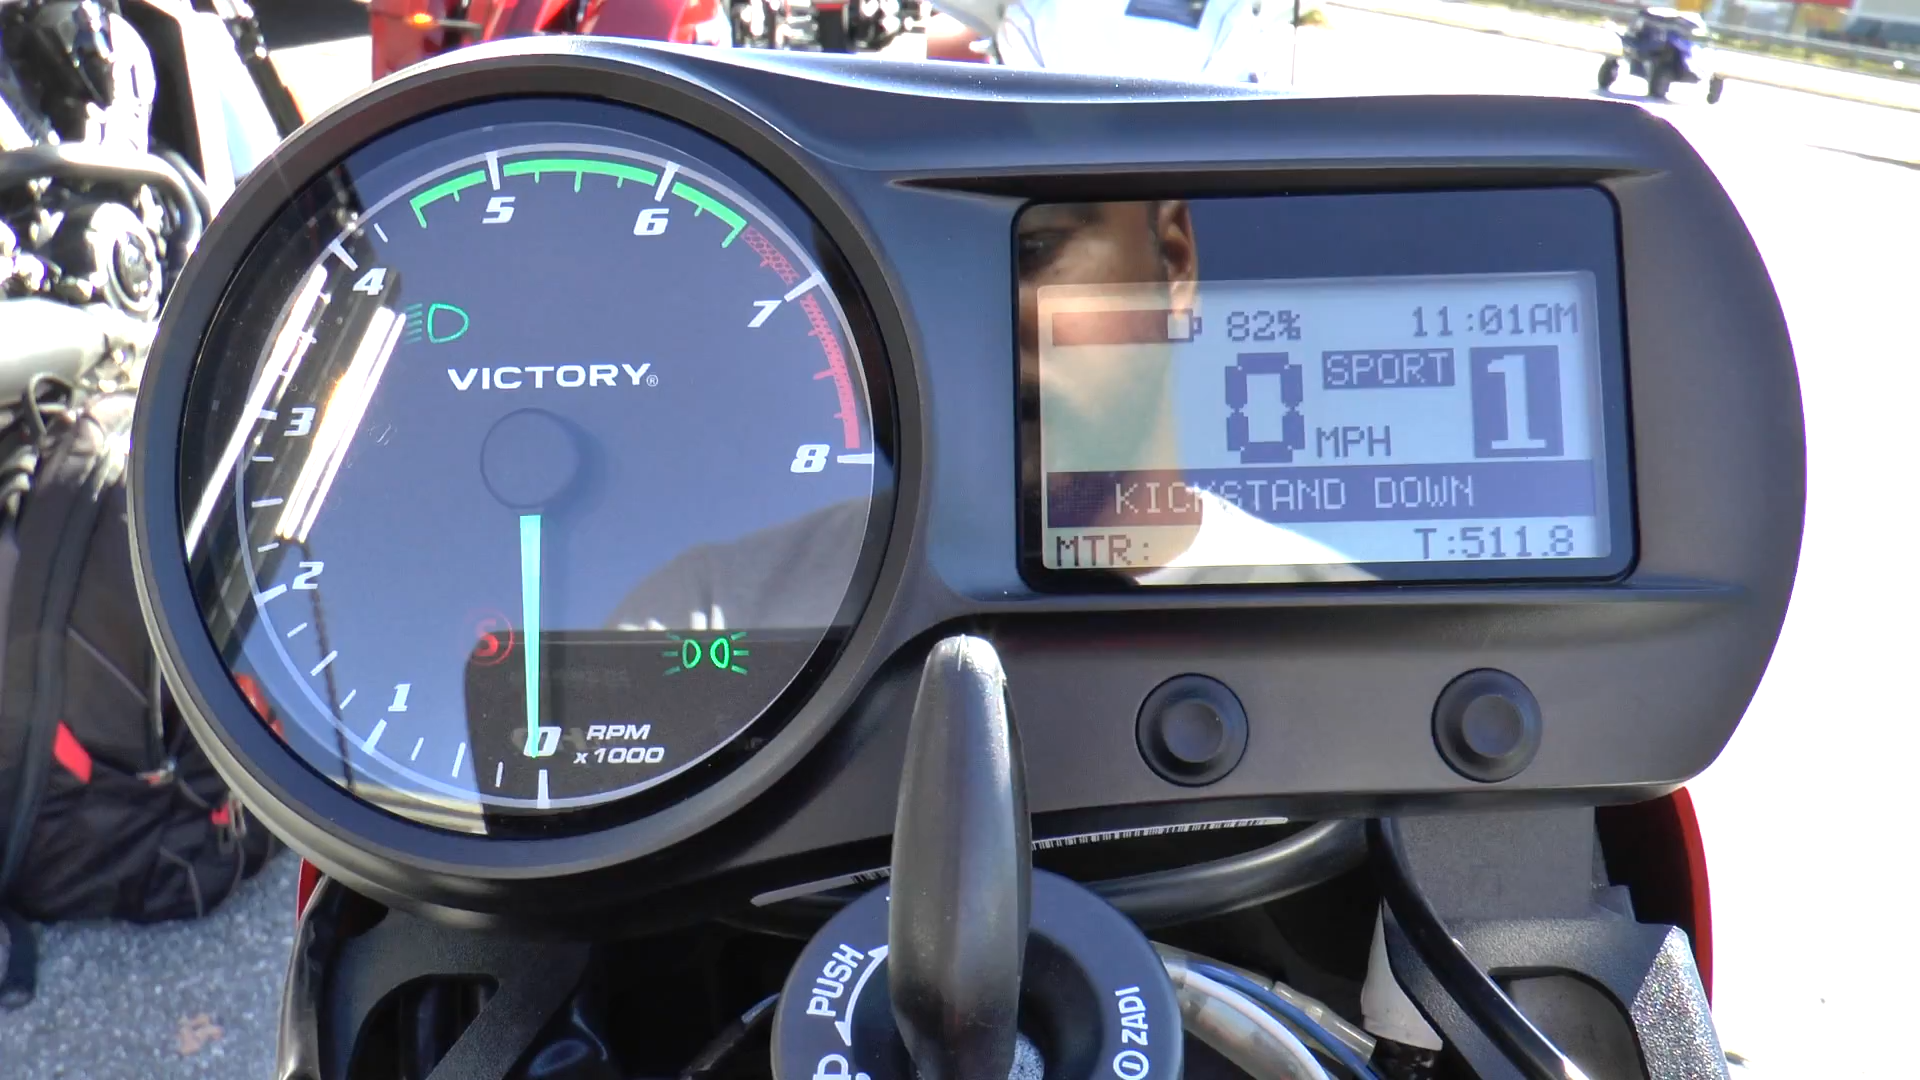 5
6
4
7
VICTORY®
3
8
2
1
0
RPM
x1000
82% 11:01AM
0 MPH SPORT 1
KICKSTAND DOWN
MTR: T:511.8
PUSH
ZADI
P